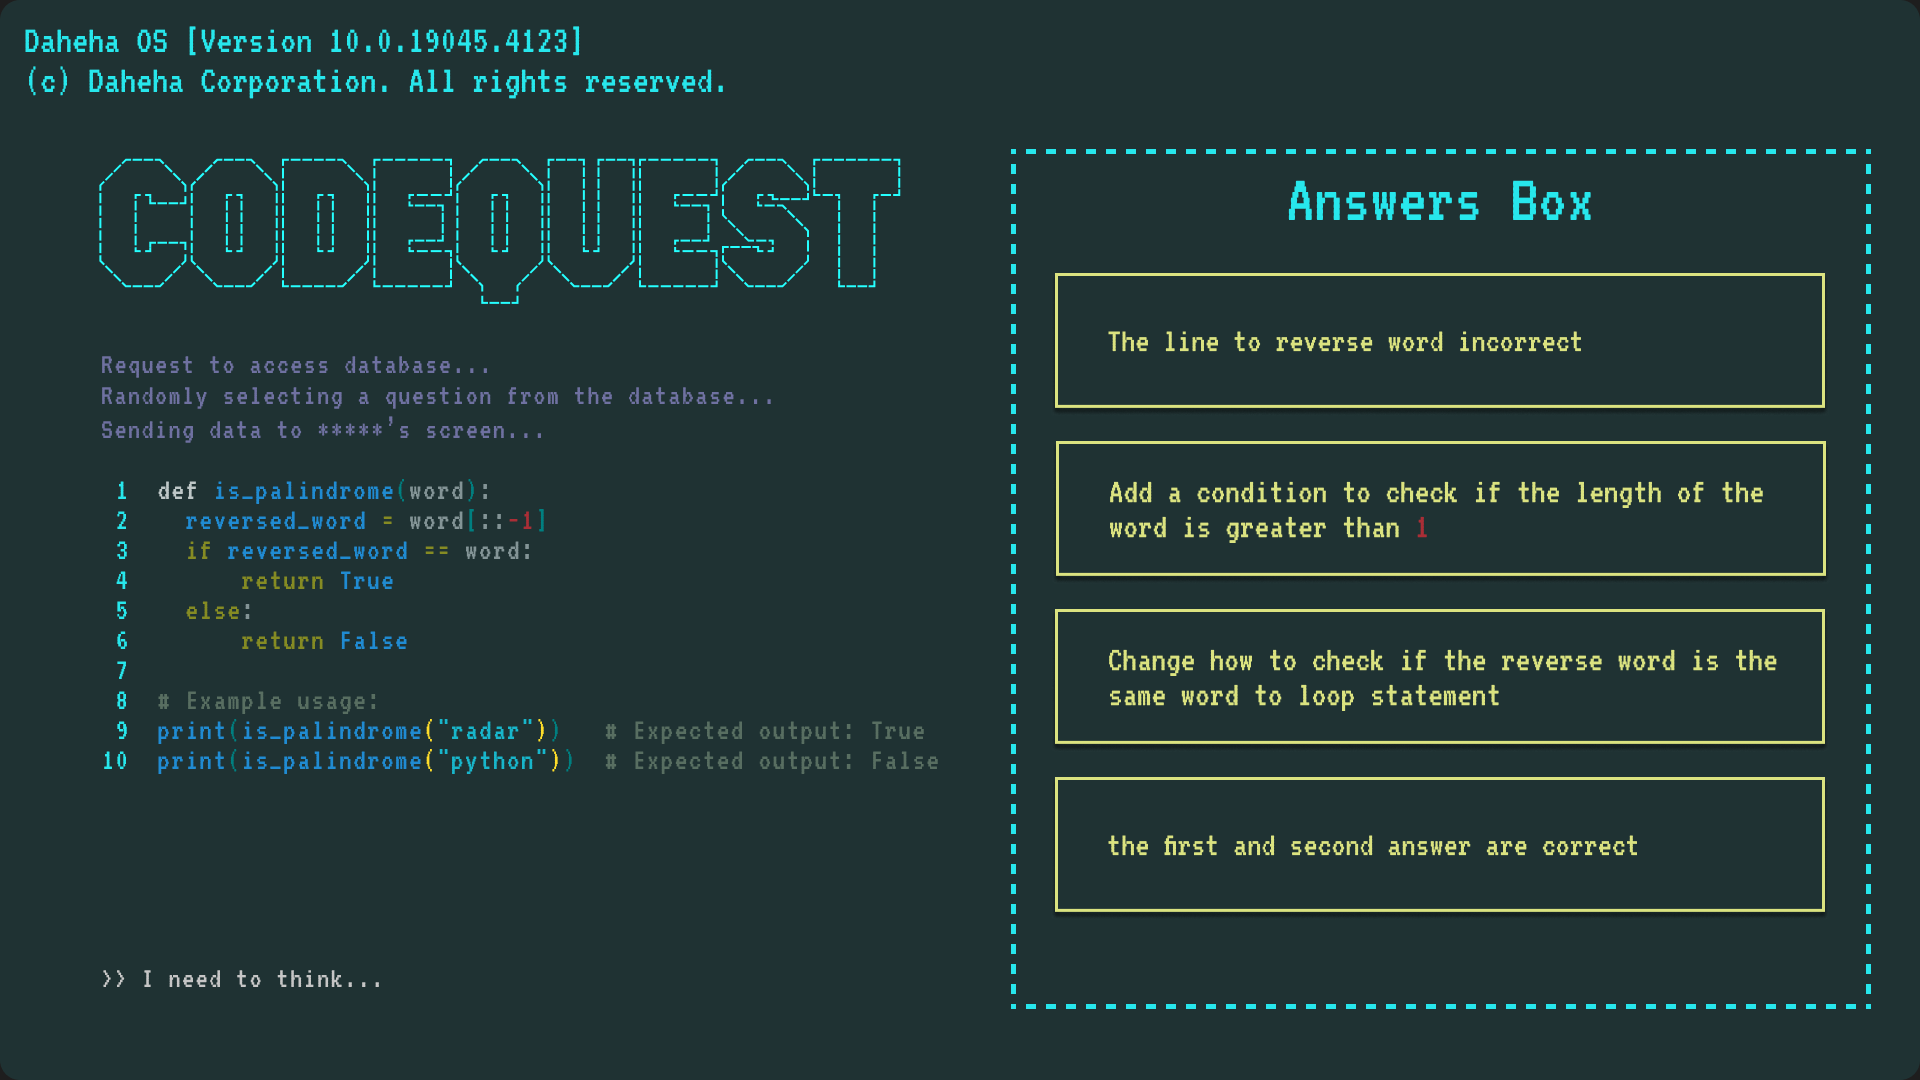 Daheha OS [Version 10.0.19045.4123]
(c) Daheha Corporation. All rights reserved.
CODEQUEST
Request to access database...
Randomly selecting a question from the database...
Sending data to *****'s screen...
1 def is_palindrome(word):
2 reversed_word = word[::-1]
3 if reversed_word == word:
4 return True
5 else:
6 return False
7
8 # Example usage:
9 print(is_palindrome("radar")) # Expected output: True
10 print(is_palindrome("python")) # Expected output: False
>> I need to think...
Answers Box
The line to reverse word incorrect
Add a condition to check if the length of the
word is greater than 1
Change how to check if the reverse word is the
same word to loop statement
the first and second answer are correct